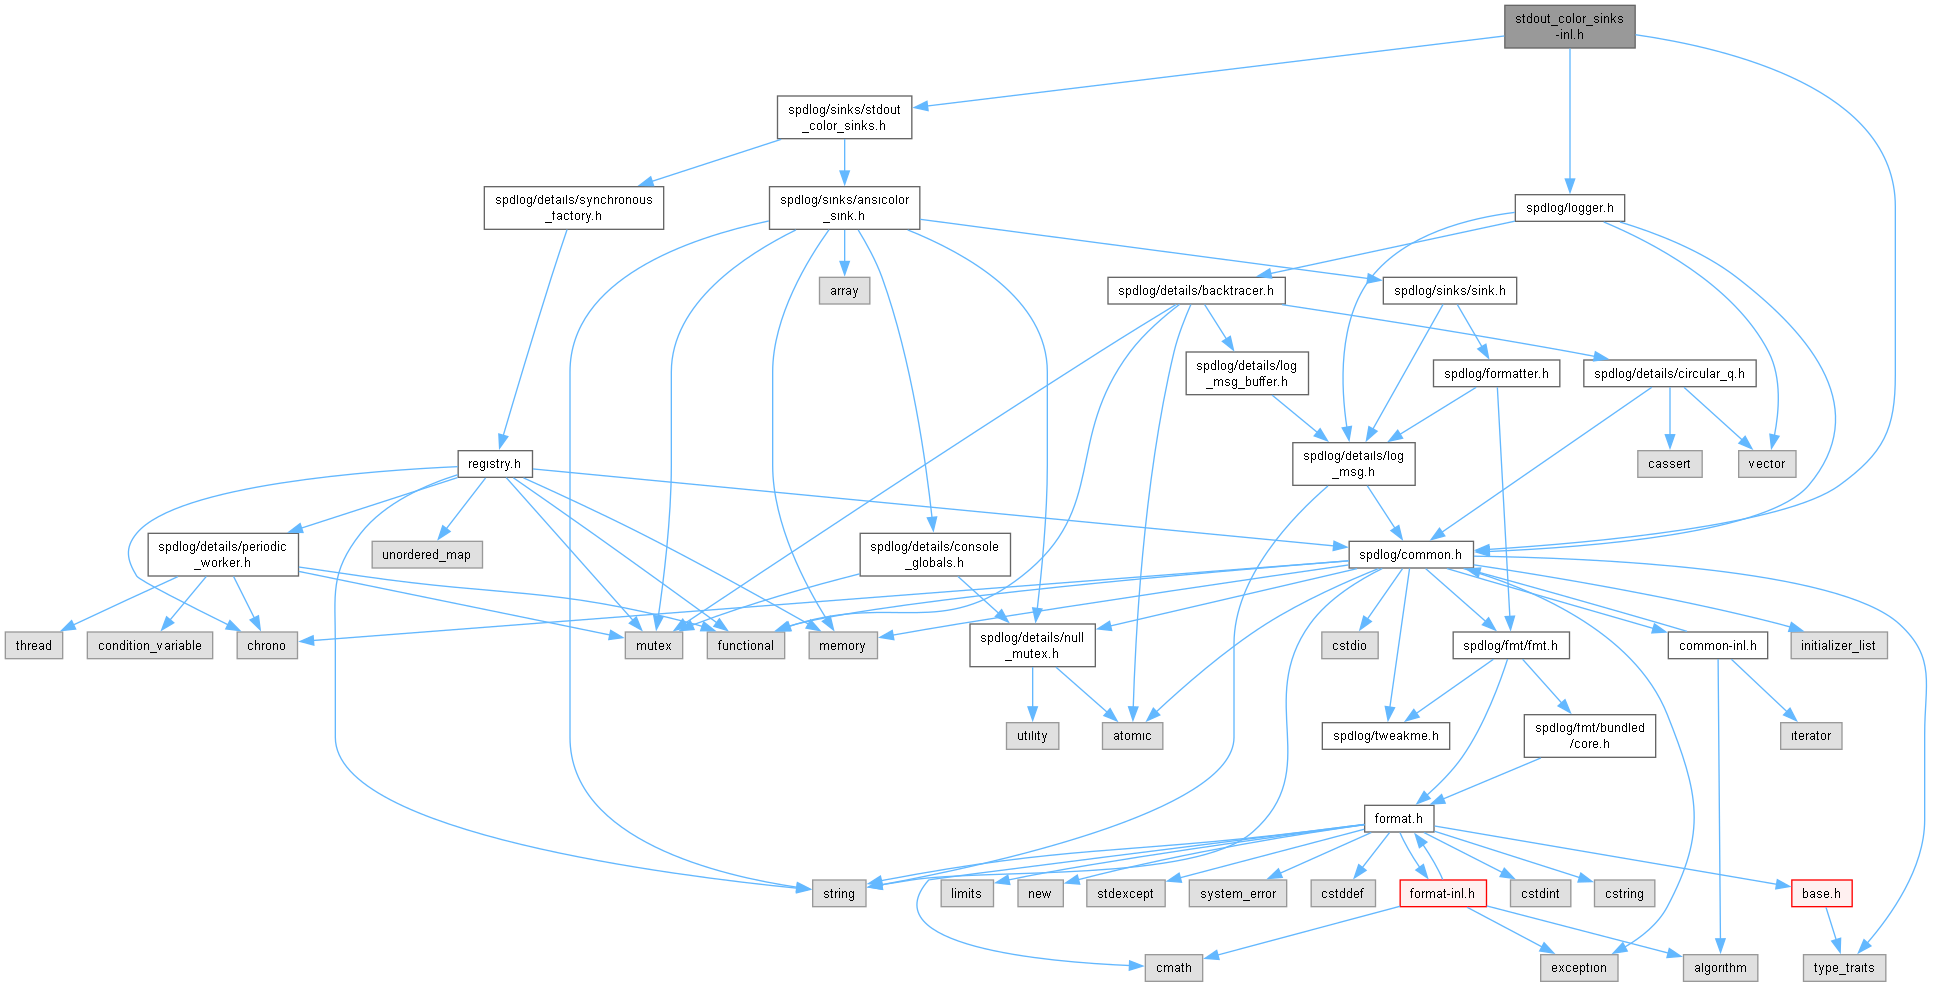 stdout_color_sinks
-inl.h
spdlog/sinks/stdout
_color_sinks.h
spdlog/details/synchronous
_factory.h
spdlog/sinks/ansicolor
_sink.h
spdlog/logger.h
array
spdlog/details/backtracer.h
spdlog/sinks/sink.h
spdlog/details/log
_msg_buffer.h
spdlog/formatter.h
spdlog/details/circular_q.h
registry.h
spdlog/details/log
_msg.h
cassert
vector
spdlog/details/periodic
_worker.h
unordered_map
spdlog/details/console
_globals.h
spdlog/common.h
thread
condition_variable
chrono
mutex
functional
memory
spdlog/details/null
_mutex.h
cstdio
spdlog/fmt/fmt.h
common-inl.h
initializer_list
utility
atomic
spdlog/tweakme.h
spdlog/fmt/bundled
/core.h
iterator
format.h
string
limits
new
stdexcept
system_error
cstddef
format-inl.h
cstdint
cstring
base.h
cmath
exception
algorithm
type_traits